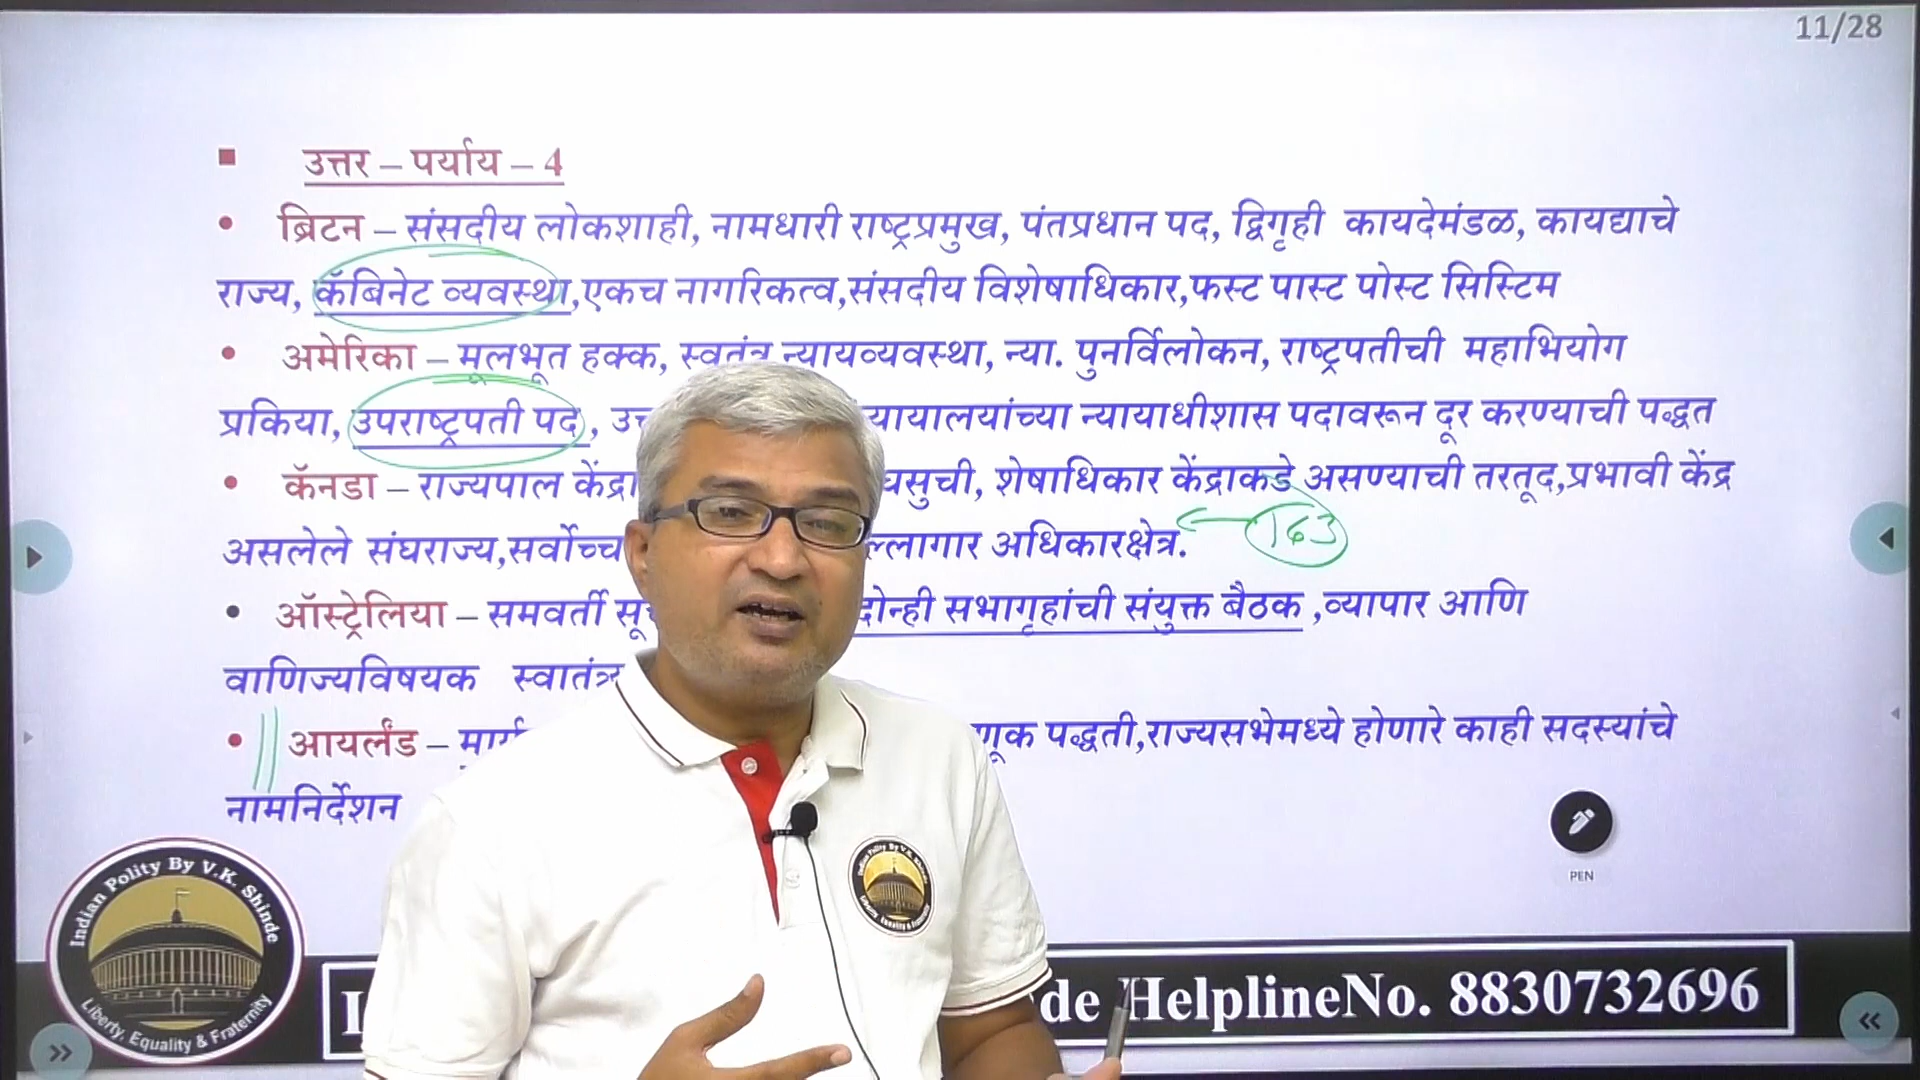 11/28
उत्तर – पर्याय – 4
ब्रिटन – संसदीय लोकशाही, नामधारी राष्ट्रप्रमुख, पंतप्रधान पद, द्विगृही कायदेमंडळ, कायद्याचे
राज्य, कॅबिनेट व्यवस्था,एकच नागरिकत्व,संसदीय विशेषाधिकार,फस्ट पास्ट पोस्ट सिस्टिम
अमेरिका – मूलभूत हक्क, स्वतंत्र न्यायव्यवस्था, न्या. पुनर्विलोकन, राष्ट्रपतीची महाभियोग
प्रकिया, उपराष्ट्रपती पद, न्यायाधीशास पदावरून दूर करण्याची पद्धत
कॅनडा – राज्यपाल शेषाधिकार केंद्राकडे असण्याची तरतूद,प्रभावी केंद्र
असलेले संघराज्य,सर्वोच्च अधिकारक्षेत्र. 163
ऑस्ट्रेलिया – समवर्ती दोन्ही सभागृहांची संयुक्त बैठक ,व्यापार आणि
वाणिज्यविषयक
आयर्लंड – पद्धती,राज्यसभेमध्ये होणारे काही सदस्यांचे
नामनिर्देशन
PEN
Indian Polity By V.K. Shinde
Liberty, Equality & Fraternity
HelplineNo. 8830732696